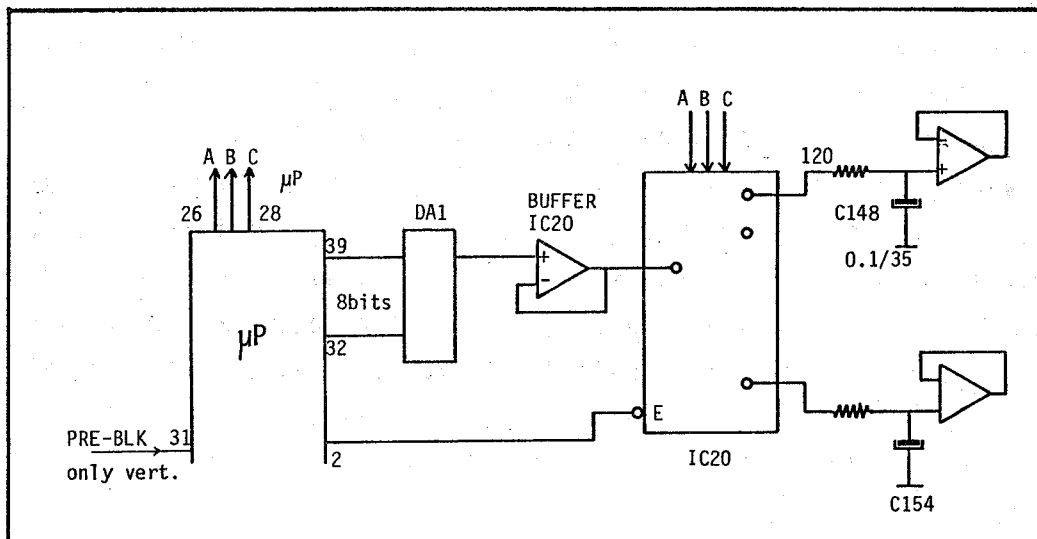 A B C
µP
26
28
µP
39
8bits
32
PRE-BLK 31
only vert.
2
DA1
BUFFER
IC20
+
-
A B C
E
IC20
120
-
+
C148
0.1/35
C154